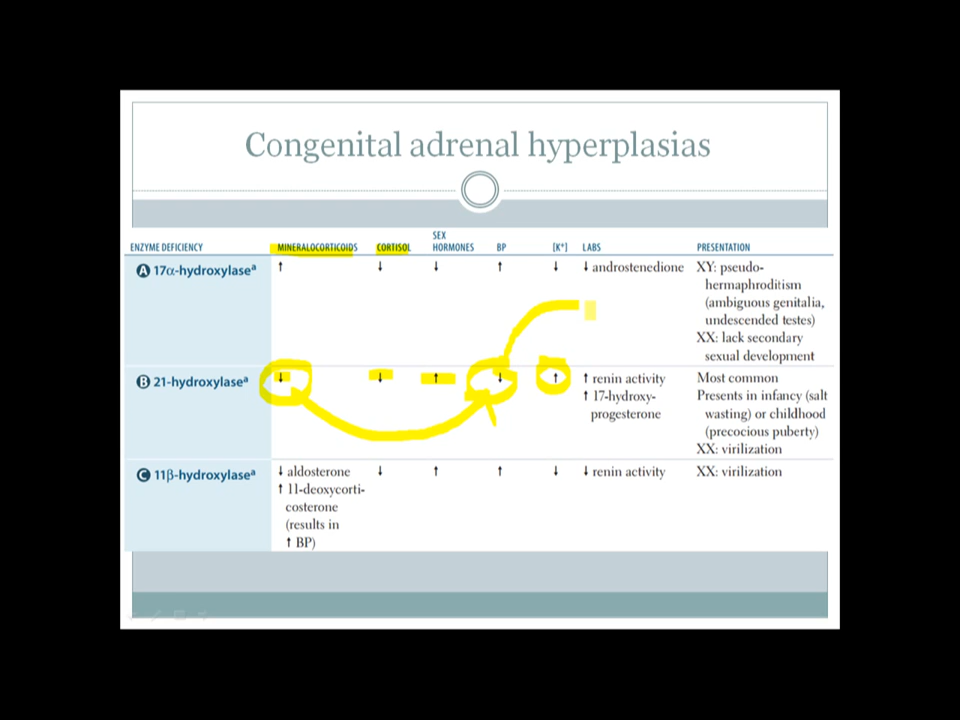 Congenital adrenal hyperplasias
ENZYME DEFICIENCY MINERALOCORTICOIDS CORTISOL SEX HORMONES BP [K⁺] LABS PRESENTATION
A 17α-hydroxylaseᵃ ↑ ↓ ↓ ↑ ↓ ↓ androstenedione XY: pseudo-
hermaphroditism
(ambiguous genitalia,
undescended testes)
XX: lack secondary
sexual development
B 21-hydroxylaseᵃ ↓ ↓ ↑ ↓ ↑ ↑ renin activity Most common
↑ 17-hydroxy- Presents in infancy (salt
progesterone wasting) or childhood
(precocious puberty)
XX: virilization
C 11β-hydroxylaseᵃ ↓ aldosterone ↓ ↑ ↑ ↓ ↓ renin activity XX: virilization
↑ 11-deoxycorti-
costerone
(results in
↑ BP)